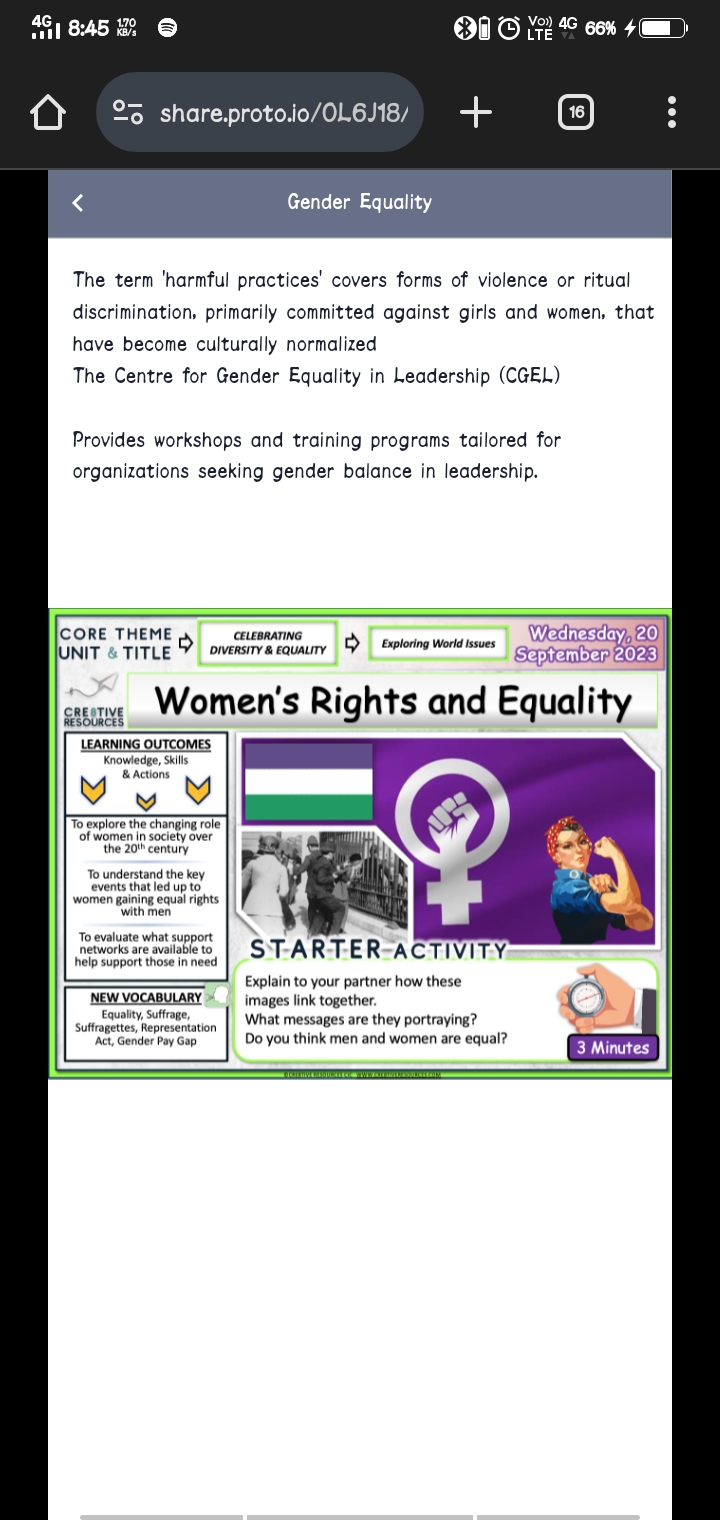 4G 8:45 1.70 KB/s Vo)) LTE 4G 66%
share.proto.io/0L6J18/ 16
Gender Equality
The term 'harmful practices' covers forms of violence or ritual
discrimination, primarily committed against girls and women, that
have become culturally normalized
The Centre for Gender Equality in Leadership (CGEL)
Provides workshops and training programs tailored for
organizations seeking gender balance in leadership.
CORE THEME
UNIT & TITLE
CELEBRATING
DIVERSITY & EQUALITY
Exploring World Issues
Wednesday, 20
September 2023
CRE8TIVE
RESOURCES
Women's Rights and Equality
LEARNING OUTCOMES
Knowledge, Skills
& Actions
To explore the changing role
of women in society over
the 20th century
To understand the key
events that led up to
women gaining equal rights
with men
To evaluate what support
networks are available to
help support those in need
NEW VOCABULARY
Equality, Suffrage,
Suffragettes, Representation
Act, Gender Pay Gap
STARTER ACTIVITY
Explain to your partner how these
images link together.
What messages are they portraying?
Do you think men and women are equal?
3 Minutes